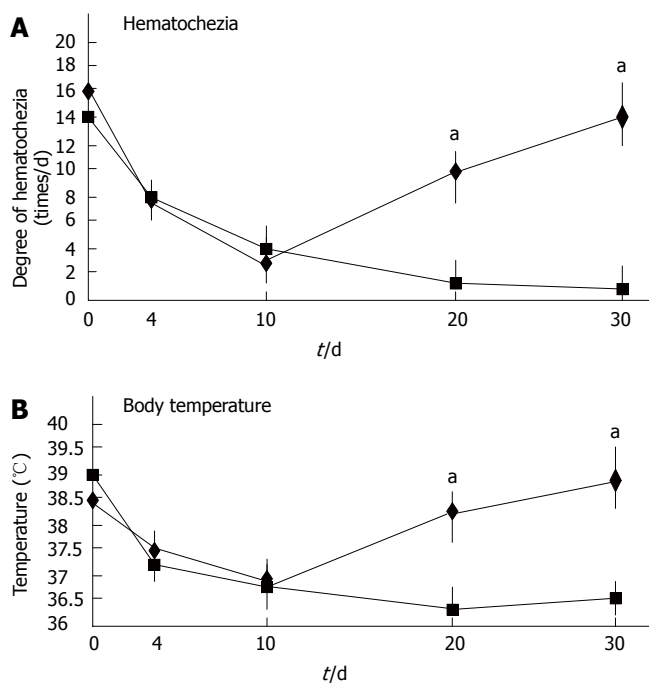 A
Hematochezia
20
18
16
14
12
10
8
6
4
2
0
Degree of hematochezia
(times/d)
a
a
0
4
10
20
30
t/d
B
Body temperature
40
39.5
39
38.5
38
37.5
37
36.5
36
Temperature (℃)
a
a
0
4
10
20
30
t/d